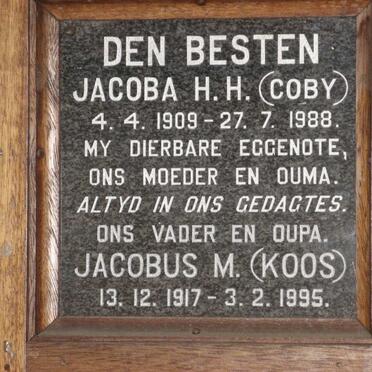 DEN BESTEN
JACOBA H.H. (COBY)
4. 4. 1909 - 27. 7. 1988.
MY DIERBARE EGGENOTE,
ONS MOEDER EN OUMA.
ALTYD IN ONS GEDAGTES.
ONS VADER EN OUPA.
JACOBUS M. (KOOS)
13. 12. 1917 - 3. 2. 1995.